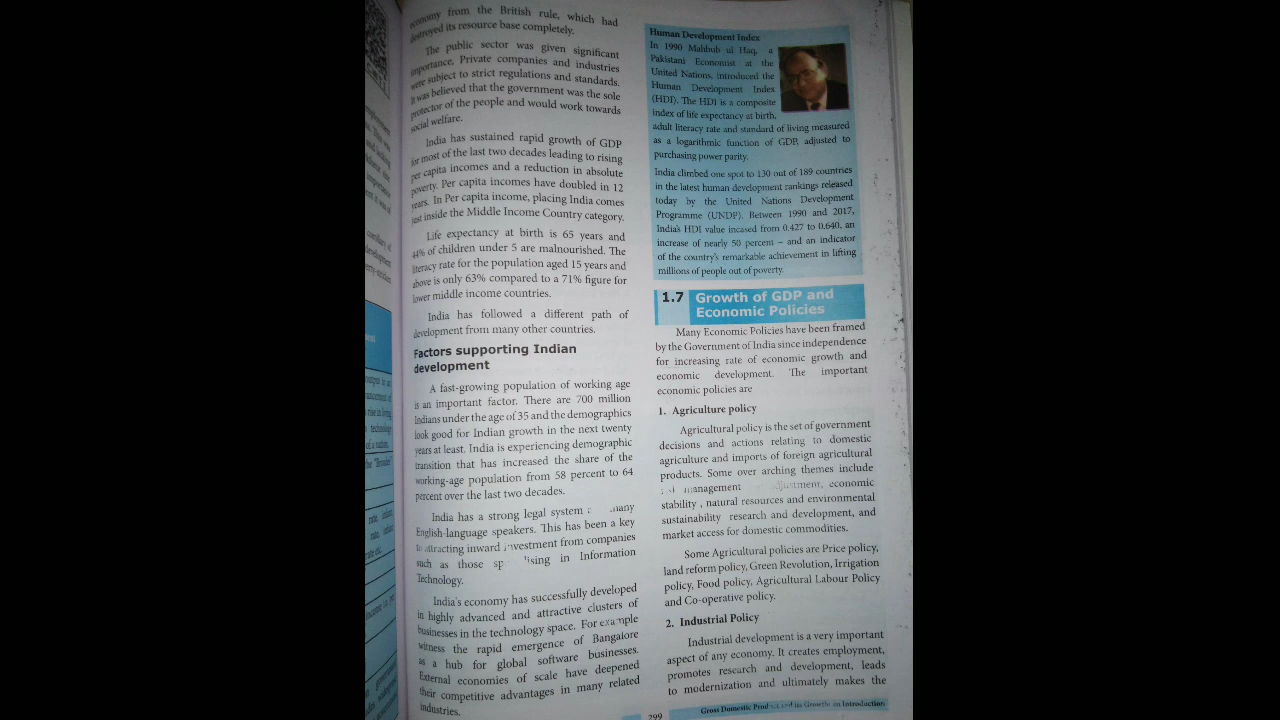 economy from the British rule, which had
destroyed its resource base completely.
The public sector was given significant
importance, Private companies and industries
were subject to strict regulations and standards.
It was believed that the government was the sole
protector of the people and would work towards
social welfare.
India has sustained rapid growth of GDP
for most of the last two decades leading to rising
per capita incomes and a reduction in absolute
poverty. Per capita incomes have doubled in 12
years. In Per capita income, placing India comes
just inside the Middle Income Country category.
Life expectancy at birth is 65 years and
44% of children under 5 are malnourished. The
literacy rate for the population aged 15 years and
above is only 63% compared to a 71% figure for
lower middle income countries.
India has followed a different path of
development from many other countries.
Factors supporting Indian
development
A fast-growing population of working age
is an important factor. There are 700 million
Indians under the age of 35 and the demographics
look good for Indian growth in the next twenty
years at least. India is experiencing demographic
transition that has increased the share of the
working-age population from 58 percent to 64
percent over the last two decades.
India has a strong legal system many
English-language speakers. This has been a key
to attracting inward investment from companies
such as those in Information
Technology.
India's economy has successfully developed
in highly advanced and attractive clusters of
businesses in the technology space. For example
witness the rapid emergence of Bangalore
as a hub for global software businesses.
External economies of scale have deepened
their competitive advantages in many related
industries.
Human Development Index
In 1990 Mahbub ul Haq, a
Pakistani Economist at the
United Nations, introduced the
Human Development Index
(HDI). The HDI is a composite
index of life expectancy at birth,
adult literacy rate and standard of living measured
as a logarithmic function of GDP, adjusted to
purchasing power parity.
India climbed one spot to 130 out of 189 countries
in the latest human development rankings released
today by the United Nations Development
Programme (UNDP). Between 1990 and 2017,
India's HDI value incased from 0.427 to 0.640, an
increase of nearly 50 percent – and an indicator
of the country's remarkable achievement in lifting
millions of people out of poverty.
1.7 Growth of GDP and
Economic Policies
Many Economic Policies have been framed
by the Government of India since independence
for increasing rate of economic growth and
economic development. The important
economic policies are
1. Agriculture policy
Agricultural policy is the set of government
decisions and actions relating to domestic
agriculture and imports of foreign agricultural
products. Some over arching themes include
management adjustment, economic
stability , natural resources and environmental
sustainability research and development, and
market access for domestic commodities.
Some Agricultural policies are Price policy,
land reform policy, Green Revolution, Irrigation
policy, Food policy, Agricultural Labour Policy
and Co-operative policy.
2. Industrial Policy
Industrial development is a very important
aspect of any economy. It creates employment,
promotes research and development, leads
to modernization and ultimately makes the
299 Gross Domestic Product and its Growth: an Introduction